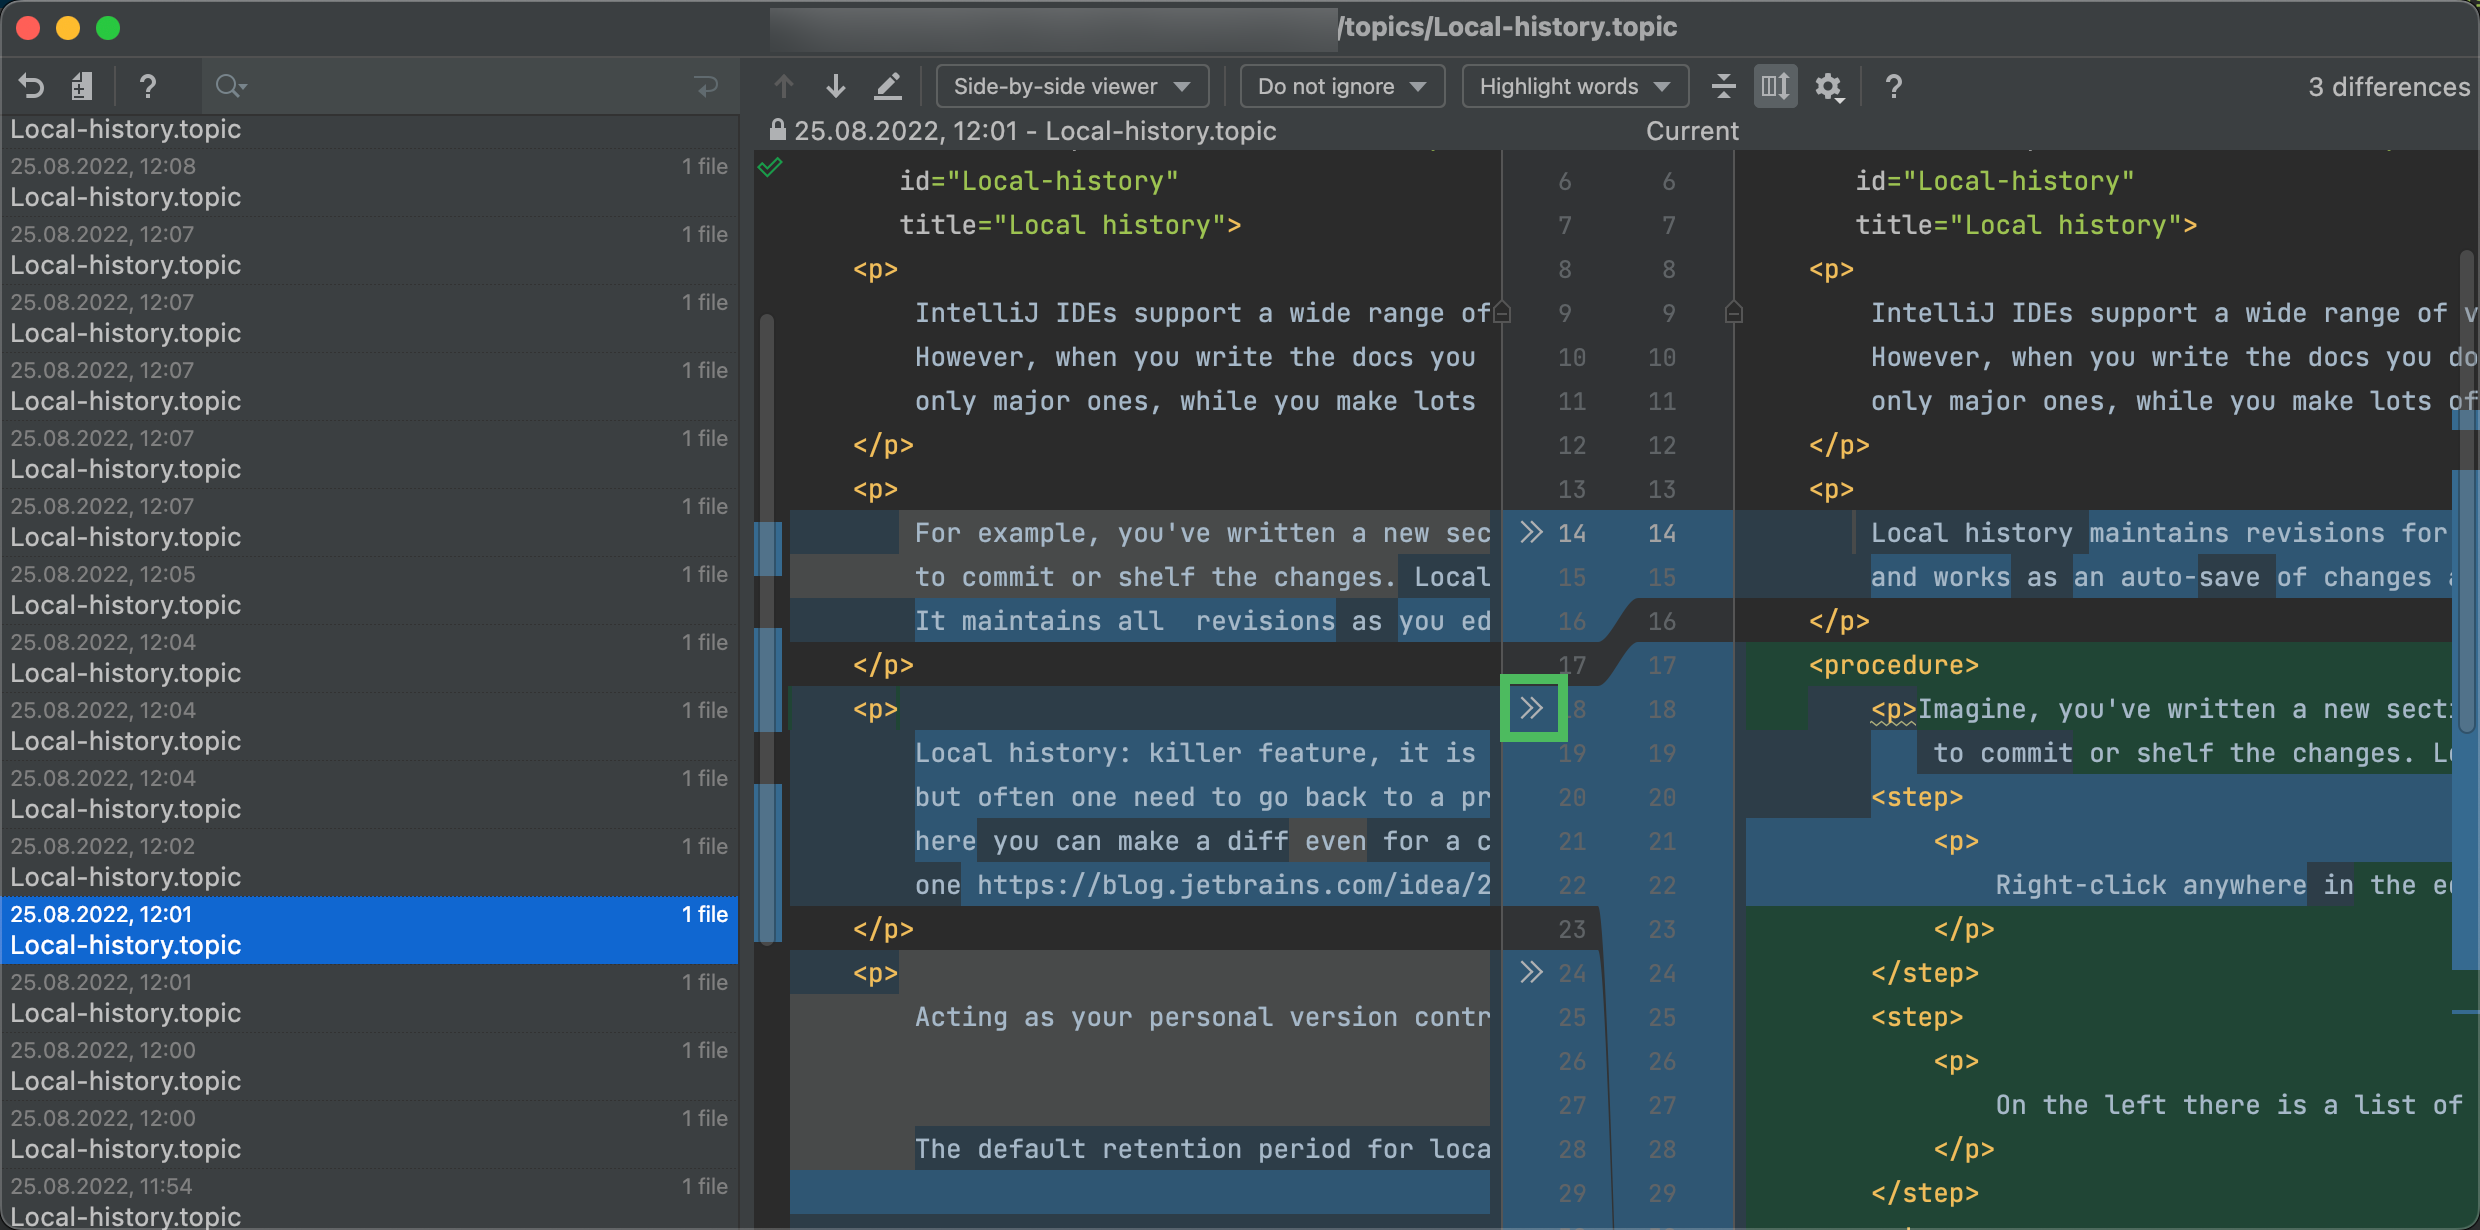 /topics/Local-history.topic
?
Side-by-side viewer
Do not ignore
Highlight words
?
3 differences
Local-history.topic
25.08.2022, 12:08 1 file
Local-history.topic
25.08.2022, 12:07 1 file
Local-history.topic
25.08.2022, 12:07 1 file
Local-history.topic
25.08.2022, 12:07 1 file
Local-history.topic
25.08.2022, 12:07 1 file
Local-history.topic
25.08.2022, 12:07 1 file
Local-history.topic
25.08.2022, 12:05 1 file
Local-history.topic
25.08.2022, 12:04 1 file
Local-history.topic
25.08.2022, 12:04 1 file
Local-history.topic
25.08.2022, 12:04 1 file
Local-history.topic
25.08.2022, 12:02 1 file
Local-history.topic
25.08.2022, 12:01 1 file
Local-history.topic
25.08.2022, 12:01 1 file
Local-history.topic
25.08.2022, 12:00 1 file
Local-history.topic
25.08.2022, 12:00 1 file
Local-history.topic
25.08.2022, 11:54 1 file
Local-history.topic
25.08.2022, 12:01 - Local-history.topic
id="Local-history" 6
title="Local history"> 7
<p> 8
IntelliJ IDEs support a wide range of 9
However, when you write the docs you 10
only major ones, while you make lots 11
</p> 12
<p> 13
For example, you've written a new sec 14
to commit or shelf the changes. Local 15
It maintains all  revisions as you ed 16
</p> 17
<p> 18
Local history: killer feature, it is 19
but often one need to go back to a pr 20
here you can make a diff even for a c 21
one https://blog.jetbrains.com/idea/2 22
</p> 23
<p> 24
Acting as your personal version contr 25
26
27
The default retention period for loca 28
29
Current
6 id="Local-history"
7 title="Local history">
8 <p>
9 IntelliJ IDEs support a wide range of v
10 However, when you write the docs you do
11 only major ones, while you make lots of
12 </p>
13 <p>
14 Local history maintains revisions for
15 and works as an auto-save of changes a
16 </p>
17 <procedure>
18 <p>Imagine, you've written a new secti
19 to commit or shelf the changes. Lo
20 <step>
21 <p>
22 Right-click anywhere in the ed
23 </p>
24 </step>
25 <step>
26 <p>
27 On the left there is a list of
28 </p>
29 </step>